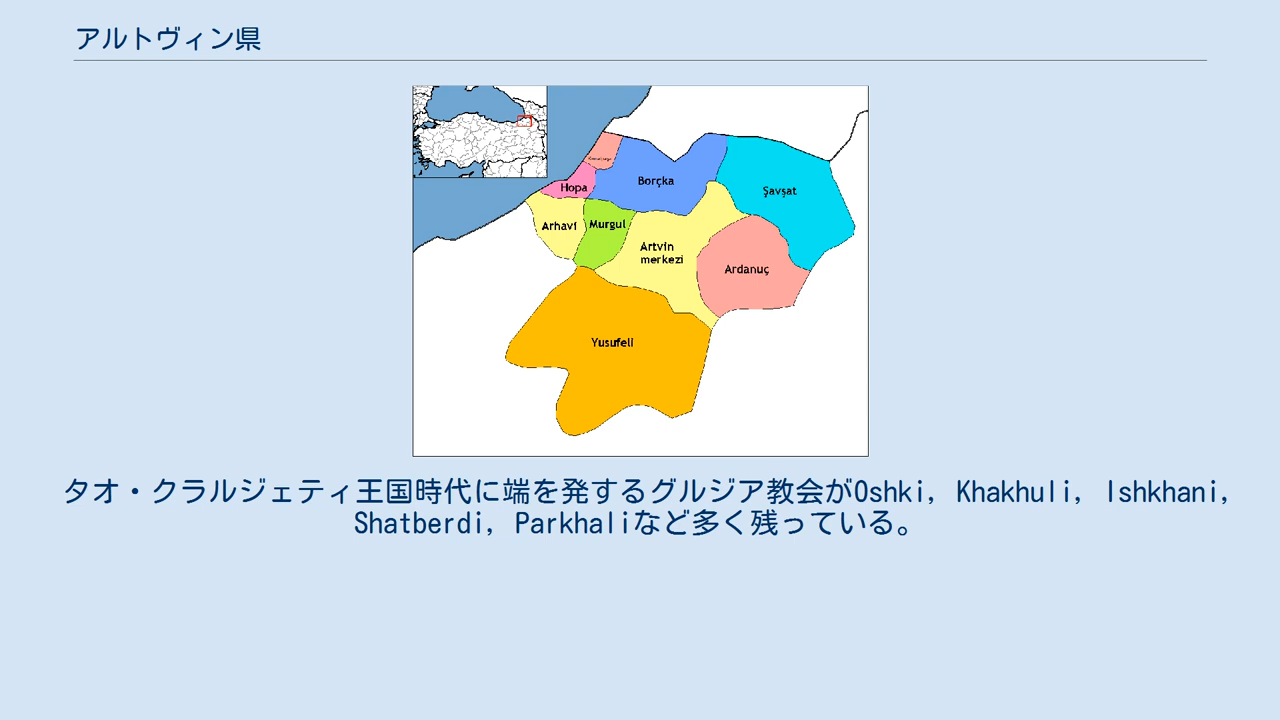 アルトヴィン県
Borçka
Hopa
Şavşat
Arhavi
Murgul
Artvin
merkezi
Ardanuç
Yusufeli
タオ・クラルジェティ王国時代に端を発するグルジア教会がOshki, Khakhuli, Ishkhani,
Shatberdi, Parkhaliなど多く残っている。